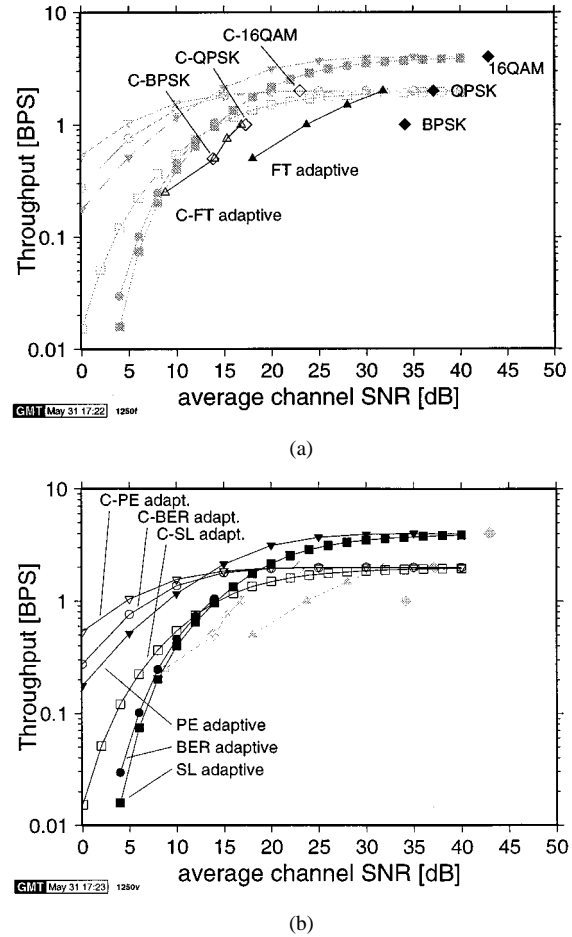 10
C-16QAM
C-QPSK
C-BPSK
16QAM
QPSK
BPSK
FT adaptive
C-FT adaptive
1
0.1
0.01
Throughput [BPS]
0 5 10 15 20 25 30 35 40 45 50
average channel SNR [dB]
GMT May 31 17:22 1250f
(a)
10
C-PE adapt.
C-BER adapt.
C-SL adapt.
1
0.1
0.01
Throughput [BPS]
PE adaptive
BER adaptive
SL adaptive
0 5 10 15 20 25 30 35 40 45 50
average channel SNR [dB]
GMT May 31 17:23 1250v
(b)